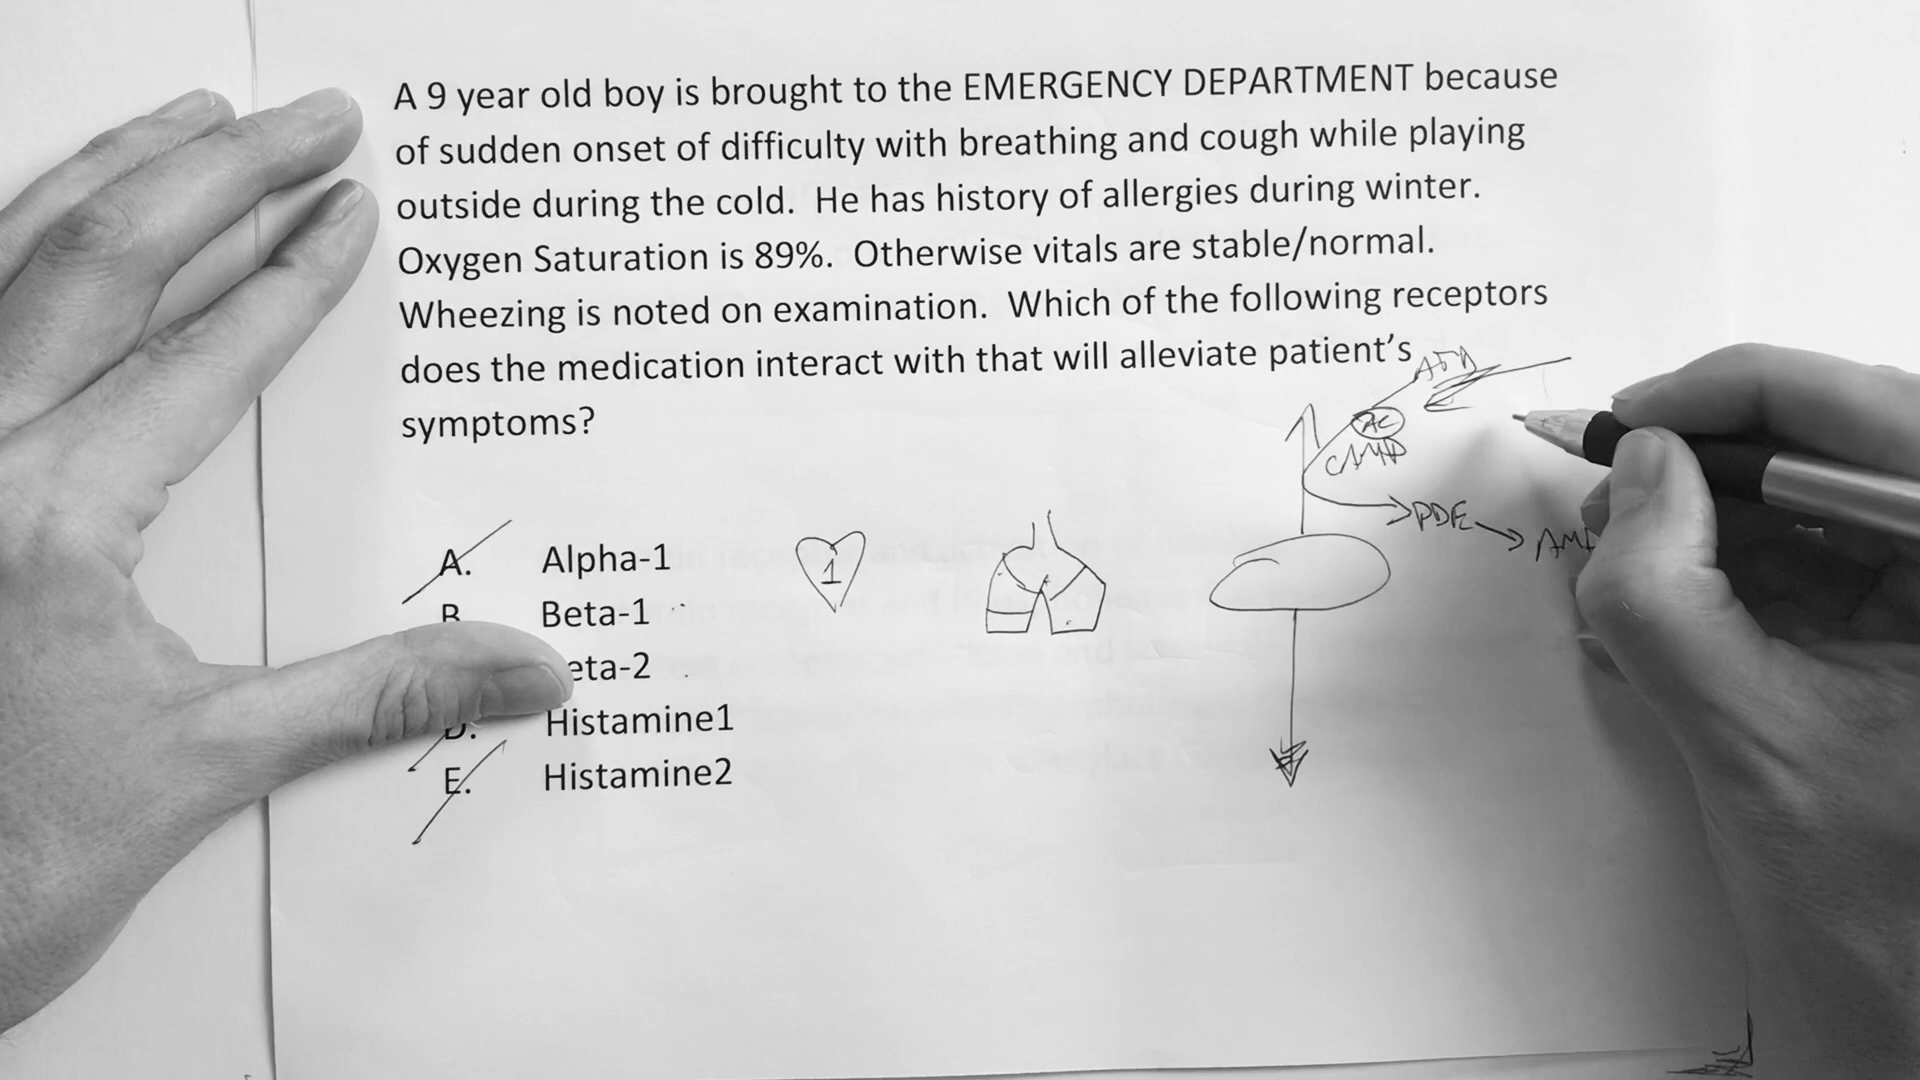 A 9 year old boy is brought to the EMERGENCY DEPARTMENT because
of sudden onset of difficulty with breathing and cough while playing
outside during the cold. He has history of allergies during winter.
Oxygen Saturation is 89%. Otherwise vitals are stable/normal.
Wheezing is noted on examination. Which of the following receptors
does the medication interact with that will alleviate patient's
symptoms?
ATP
AC
CAMP
PDE
AMP
A. Alpha-1
1
B. Beta-1
eta-2
D. Histamine1
E. Histamine2